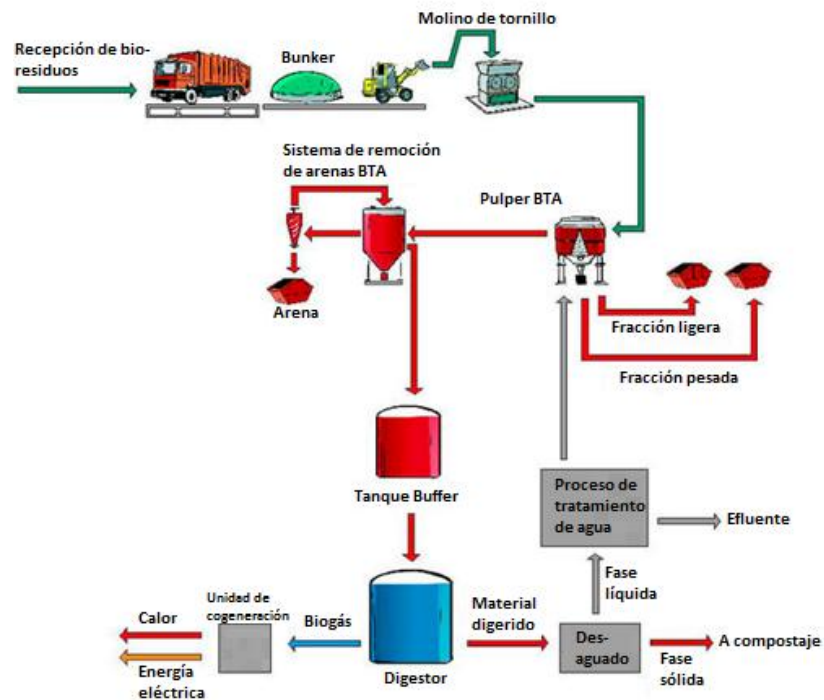 Molino de tornillo
Recepción de bio-
residuos
Bunker
Sistema de remoción
de arenas BTA
Pulper BTA
Arena
Fracción ligera
Fracción pesada
Tanque Buffer
Proceso de
tratamiento
de agua
Efluente
Fase
líquida
Unidad de
cogeneración
Calor
Biogás
Material
digerido
Des-
aguado
A compostaje
Energía
eléctrica
Digestor
Fase
sólida